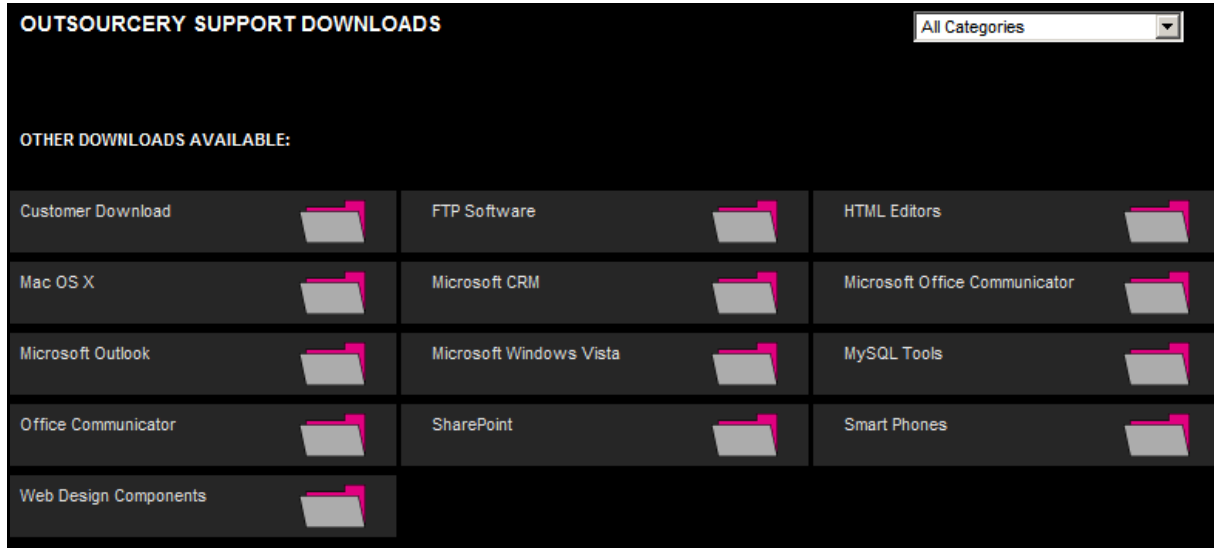 OUTSOURCERY SUPPORT DOWNLOADS
All Categories
OTHER DOWNLOADS AVAILABLE:
Customer Download
FTP Software
HTML Editors
Mac OS X
Microsoft CRM
Microsoft Office Communicator
Microsoft Outlook
Microsoft Windows Vista
MySQL Tools
Office Communicator
SharePoint
Smart Phones
Web Design Components